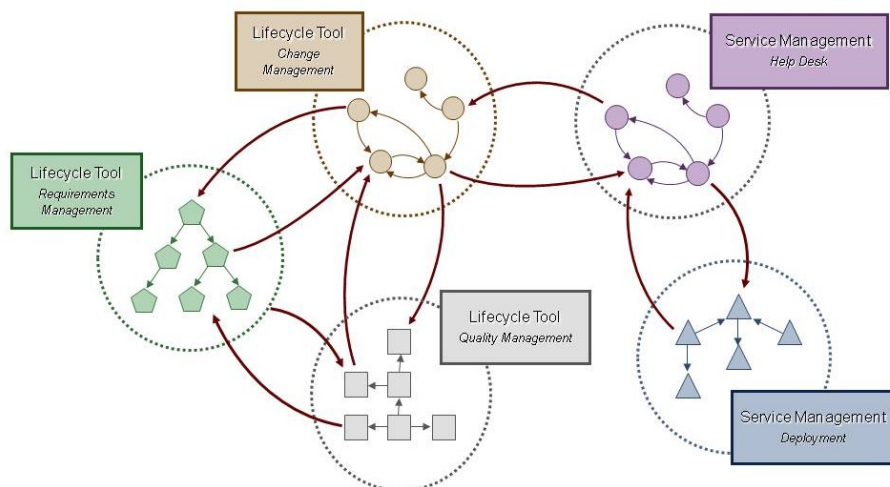 Lifecycle Tool
Change
Management
Service Management
Help Desk
Lifecycle Tool
Requirements
Management
Lifecycle Tool
Quality Management
Service Management
Deployment